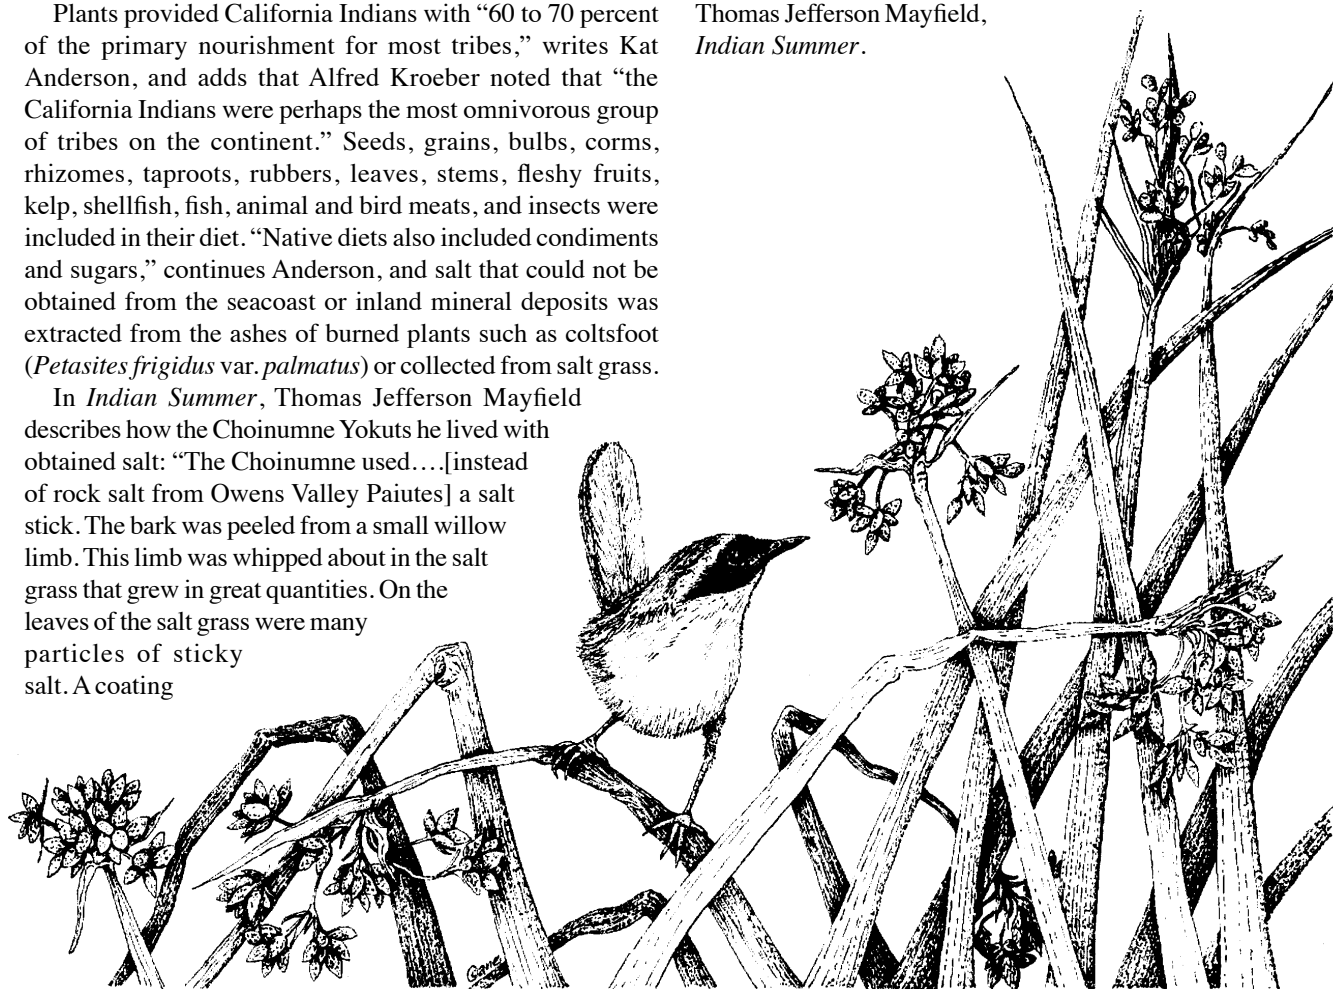 Plants provided California Indians with “60 to 70 percent
of the primary nourishment for most tribes,” writes Kat
Anderson, and adds that Alfred Kroeber noted that “the
California Indians were perhaps the most omnivorous group
of tribes on the continent.” Seeds, grains, bulbs, corms,
rhizomes, taproots, rubbers, leaves, stems, fleshy fruits,
kelp, shellfish, fish, animal and bird meats, and insects were
included in their diet. “Native diets also included condiments
and sugars,” continues Anderson, and salt that could not be
obtained from the seacoast or inland mineral deposits was
extracted from the ashes of burned plants such as coltsfoot
(Petasites frigidus var. palmatus) or collected from salt grass.
In Indian Summer, Thomas Jefferson Mayfield
describes how the Choinumne Yokuts he lived with
obtained salt: “The Choinumne used….[instead
of rock salt from Owens Valley Paiutes] a salt
stick. The bark was peeled from a small willow
limb. This limb was whipped about in the salt
grass that grew in great quantities. On the
leaves of the salt grass were many
particles of sticky
salt. A coating
Thomas Jefferson Mayfield,
Indian Summer.